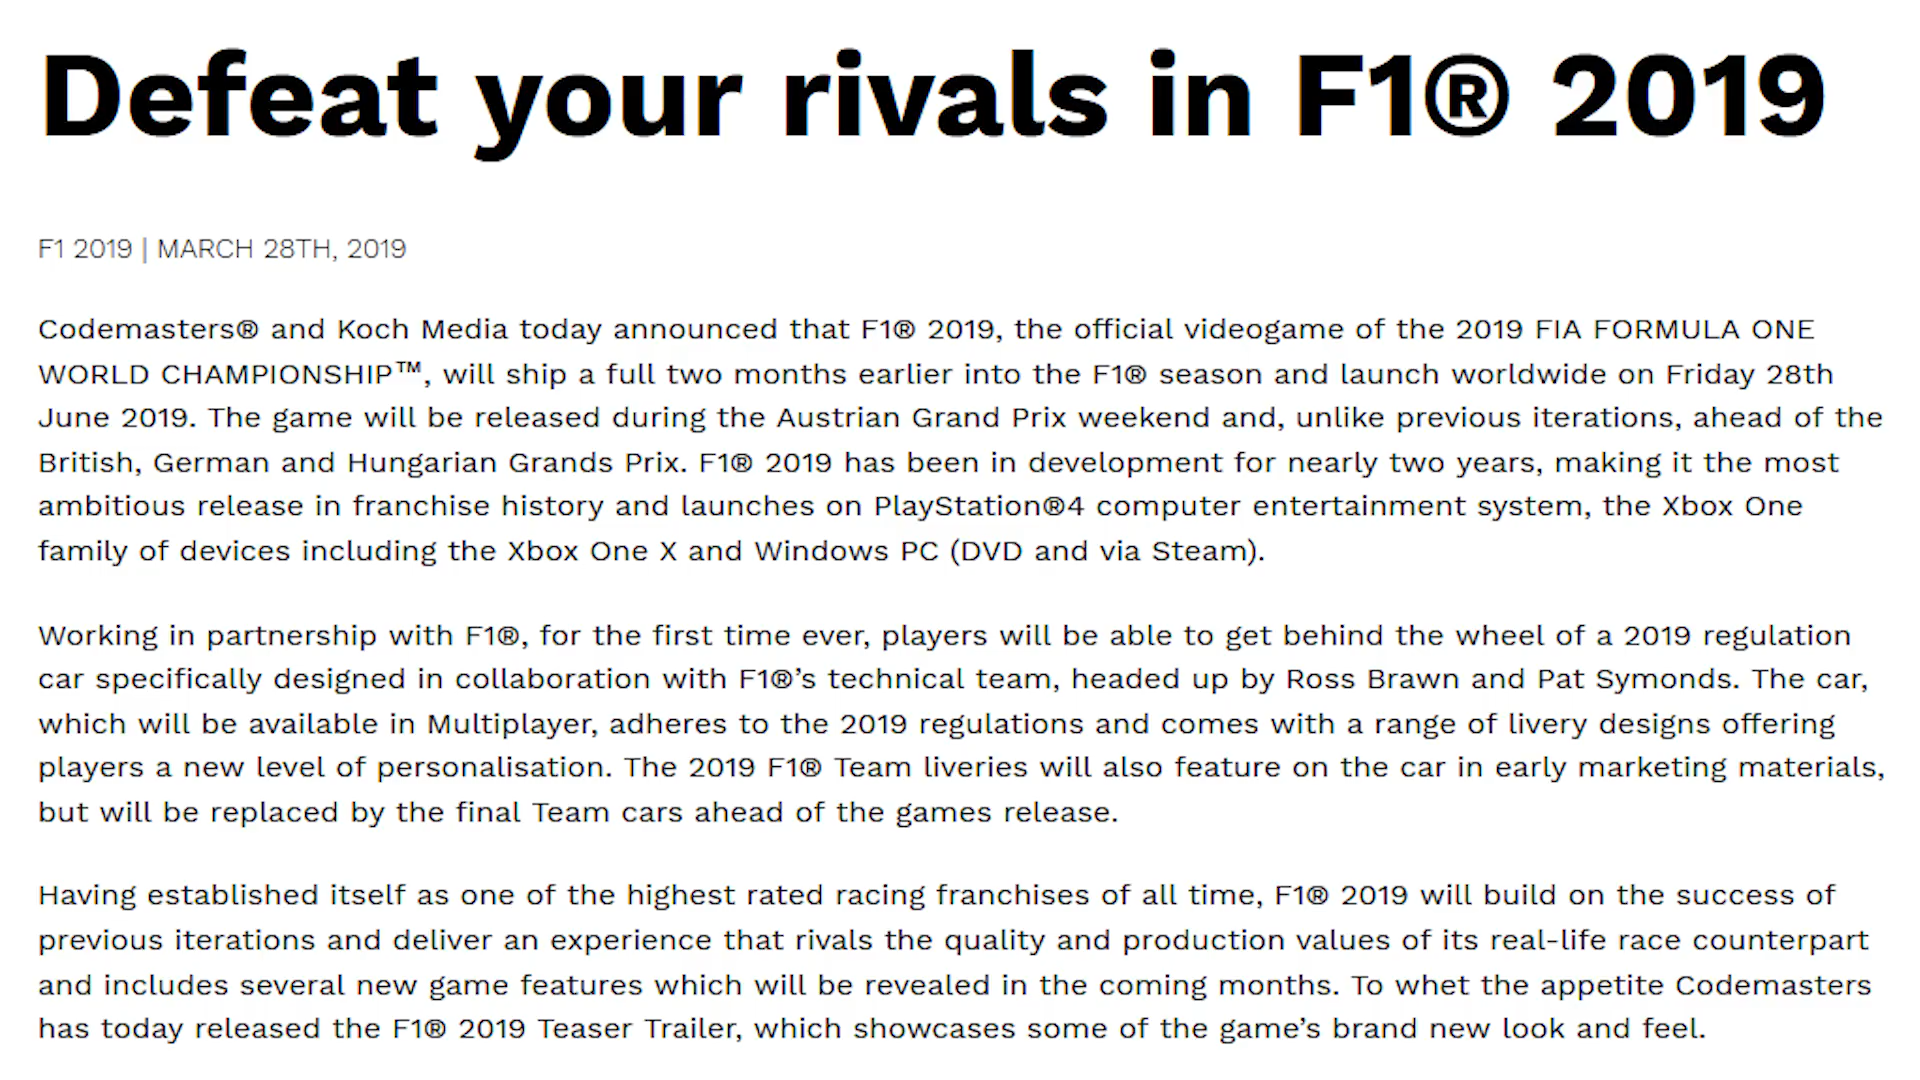 Defeat your rivals in F1® 2019
F1 2019 | MARCH 28TH, 2019
Codemasters® and Koch Media today announced that F1® 2019, the official videogame of the 2019 FIA FORMULA ONE
WORLD CHAMPIONSHIP™, will ship a full two months earlier into the F1® season and launch worldwide on Friday 28th
June 2019. The game will be released during the Austrian Grand Prix weekend and, unlike previous iterations, ahead of the
British, German and Hungarian Grands Prix. F1® 2019 has been in development for nearly two years, making it the most
ambitious release in franchise history and launches on PlayStation®4 computer entertainment system, the Xbox One
family of devices including the Xbox One X and Windows PC (DVD and via Steam).
Working in partnership with F1®, for the first time ever, players will be able to get behind the wheel of a 2019 regulation
car specifically designed in collaboration with F1®’s technical team, headed up by Ross Brawn and Pat Symonds. The car,
which will be available in Multiplayer, adheres to the 2019 regulations and comes with a range of livery designs offering
players a new level of personalisation. The 2019 F1® Team liveries will also feature on the car in early marketing materials,
but will be replaced by the final Team cars ahead of the games release.
Having established itself as one of the highest rated racing franchises of all time, F1® 2019 will build on the success of
previous iterations and deliver an experience that rivals the quality and production values of its real-life race counterpart
and includes several new game features which will be revealed in the coming months. To whet the appetite Codemasters
has today released the F1® 2019 Teaser Trailer, which showcases some of the game’s brand new look and feel.